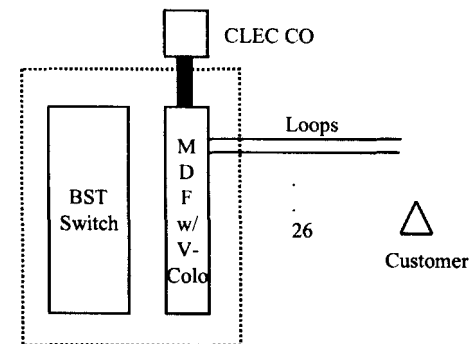 CLEC CO
Loops
M
D
F
w/
V-
Colo
BST
Switch
.
.
26
Customer